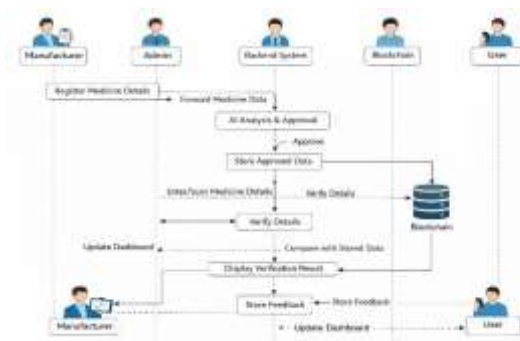 Manufacturer
Admin
Backend System
Blockchain
User
Register Medicine Details
Forward Medicine Data
AI Analysis & Approval
Approve
Store Approved Data
Enter/Scan Medicine Details
Verify Details
Blockchain
Verify Details
Update Dashboard
Compare with Stored Data
Display Verification Result
Store Feedback
Store Feedback
Manufacturer
User
Update Dashboard